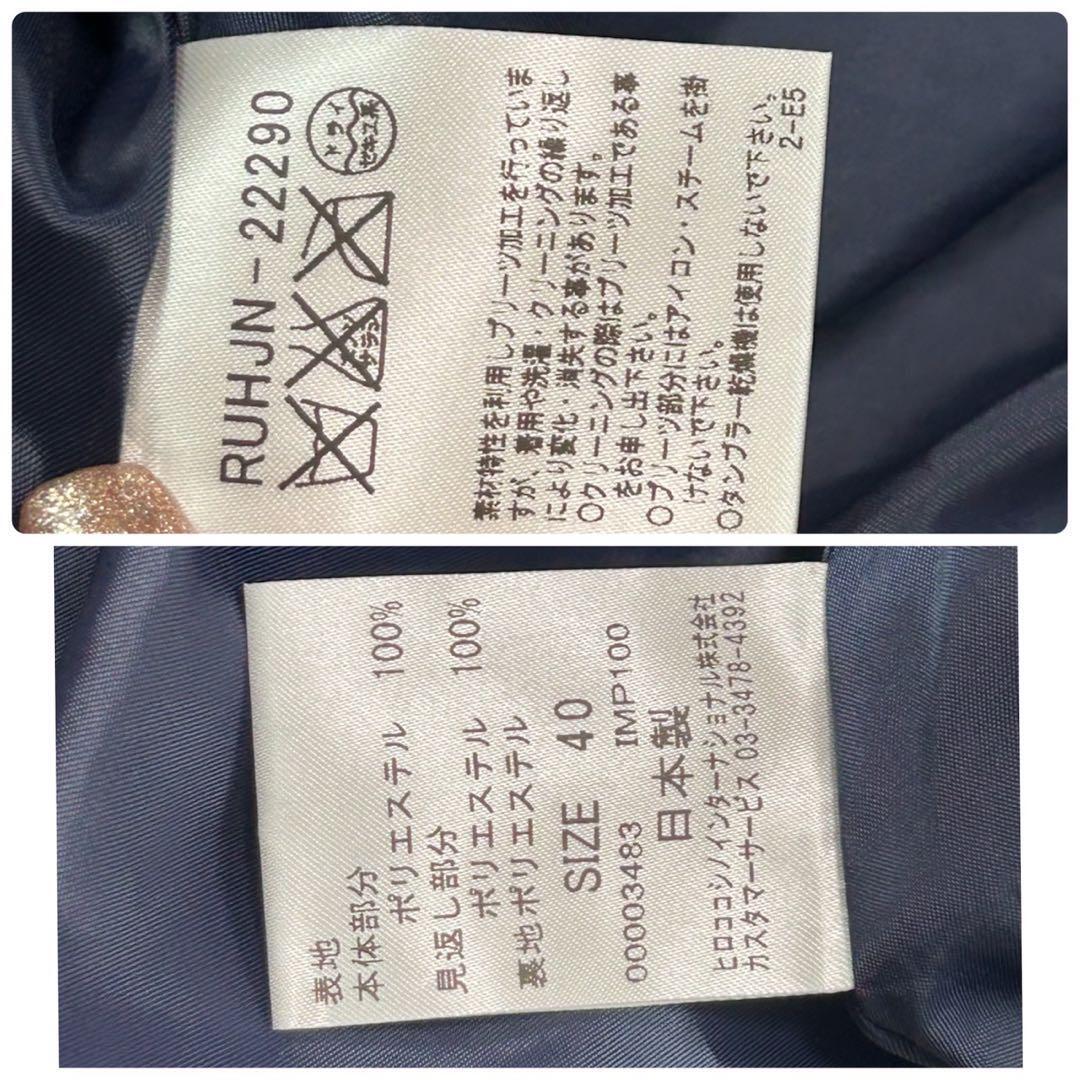 RUHJN-22290
ドライ
セキユ系
エンソ
サラシ
素材特性を利用しプリーツ加工を行っていま
すが、着用や洗濯・クリーニングの繰り返し
により変化・消失する事があります。
○クリーニングの際はプリーツ加工である事
をお申し出下さい。
○プリーツ部分にはアイロン・スチームを掛
けないで下さい。
○タンブラー乾燥機は使用しないで下さい。
2-E5
表地
本体部分
ポリエステル 100%
見返し部分
ポリエステル 100%
裏地ポリエステル
SIZE 40
00003483 IMP100
日本製
ヒロココシノインターナショナル株式会社
カスタマーサービス 03-3478-4392